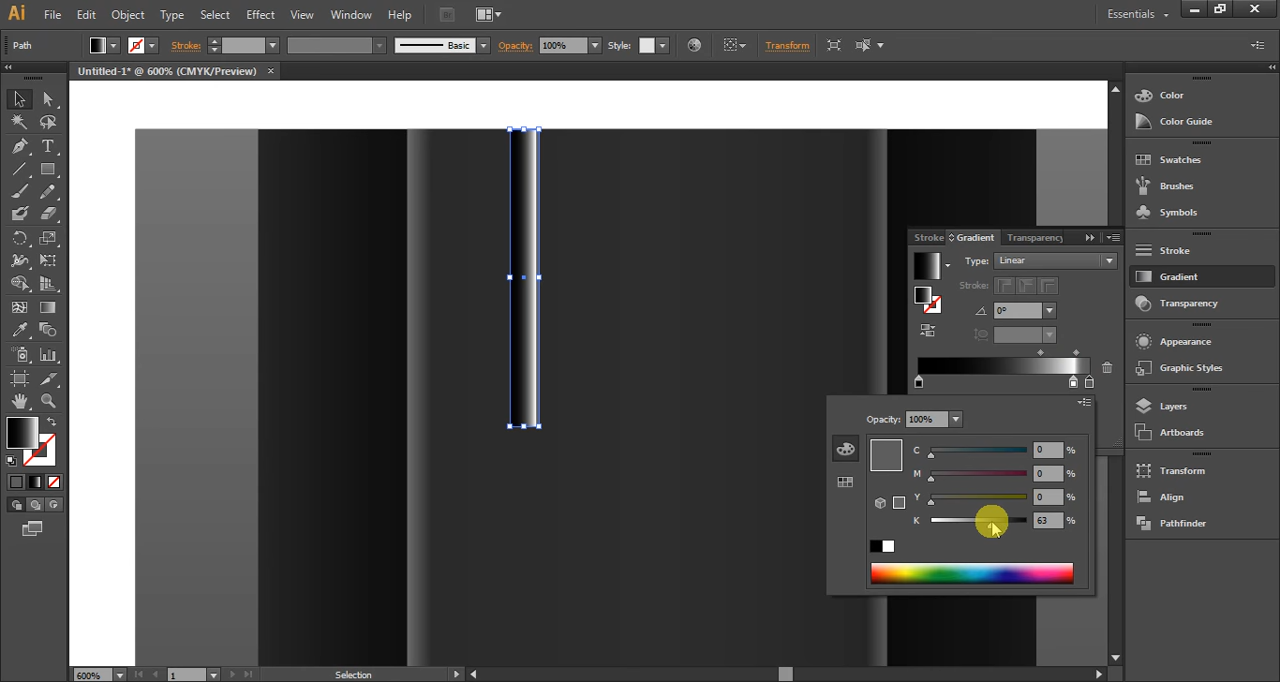 Ai File Edit Object Type Select Effect View Window Help Br Essentials
Path Stroke: Basic Opacity: 100% Style: Transform
Untitled-1* @ 600% (CMYK/Preview) ×
Color
Color Guide
Swatches
Brushes
Symbols
Stroke Gradient Transparency
Stroke
Type: Linear
Gradient
Stroke:
Transparency
0°
Appearance
Graphic Styles
Layers
Opacity: 100%
Artboards
C 0 %
M 0 %
Transform
Y 0 %
Align
K 63 %
Pathfinder
600% 1 Selection